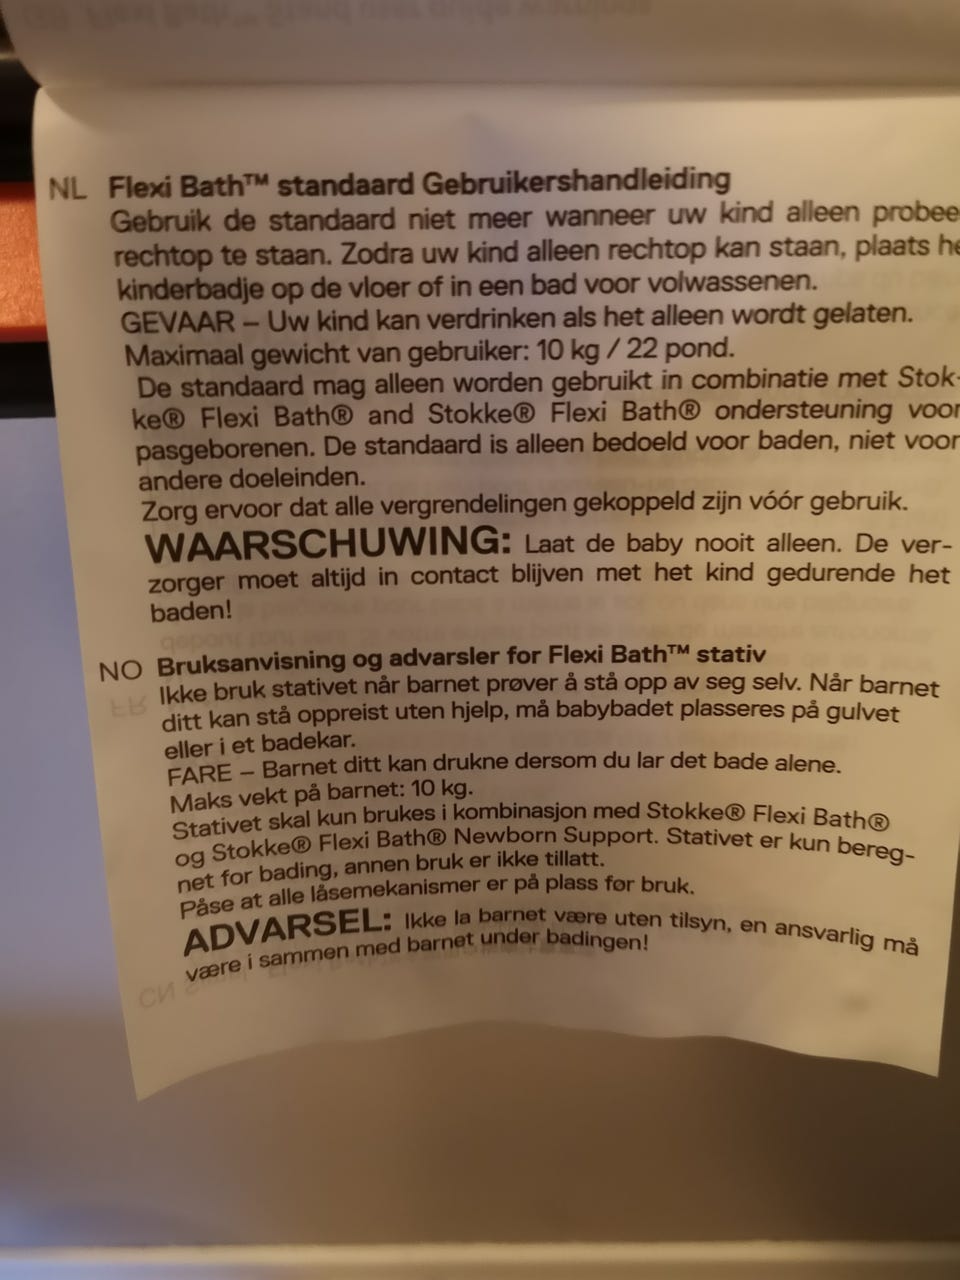 NL Flexi Bath™ standaard Gebruikershandleiding
Gebruik de standaard niet meer wanneer uw kind alleen probee
rechtop te staan. Zodra uw kind alleen rechtop kan staan, plaats he
kinderbadje op de vloer of in een bad voor volwassenen.
GEVAAR – Uw kind kan verdrinken als het alleen wordt gelaten.
Maximaal gewicht van gebruiker: 10 kg / 22 pond.
De standaard mag alleen worden gebruikt in combinatie met Stok-
ke® Flexi Bath® and Stokke® Flexi Bath® ondersteuning voor
pasgeborenen. De standaard is alleen bedoeld voor baden, niet voor
andere doeleinden.
Zorg ervoor dat alle vergrendelingen gekoppeld zijn vóór gebruik.
WAARSCHUWING: Laat de baby nooit alleen. De ver-
zorger moet altijd in contact blijven met het kind gedurende het
baden!
NO Bruksanvisning og advarsler for Flexi Bath™ stativ
Ikke bruk stativet når barnet prøver å stå opp av seg selv. Når barnet
ditt kan stå oppreist uten hjelp, må babybadet plasseres på gulvet
eller i et badekar.
FARE – Barnet ditt kan drukne dersom du lar det bade alene.
Maks vekt på barnet: 10 kg.
Stativet skal kun brukes i kombinasjon med Stokke® Flexi Bath®
og Stokke® Flexi Bath® Newborn Support. Stativet er kun bereg-
net for bading, annen bruk er ikke tillatt.
Påse at alle låsemekanismer er på plass før bruk.
ADVARSEL: Ikke la barnet være uten tilsyn, en ansvarlig må
være i sammen med barnet under badingen!